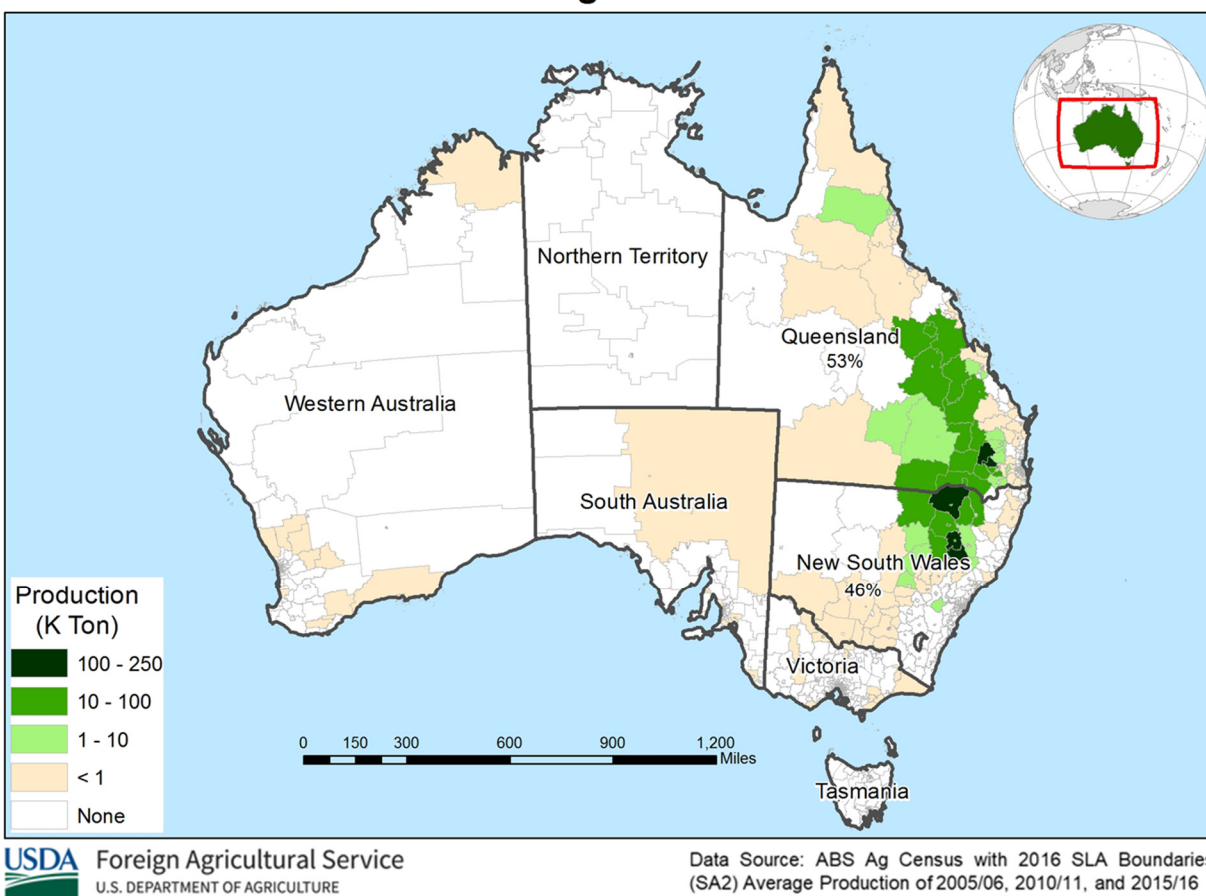 Northern Territory
Queensland
53%
Western Australia
South Australia
New South Wales
46%
Victoria
Tasmania
Production
(K Ton)
100 - 250
10 - 100
1 - 10
< 1
None
0 150 300 600 900 1,200
Miles
USDA
Foreign Agricultural Service
U.S. DEPARTMENT OF AGRICULTURE
Data Source: ABS Ag Census with 2016 SLA Boundaries
(SA2) Average Production of 2005/06, 2010/11, and 2015/16